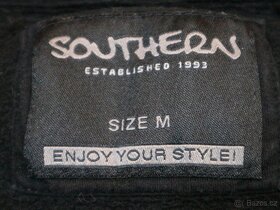 SOUTHERN
ESTABLISHED 1993
SIZE M
ENJOY YOUR STYLE!
Bazos.cz